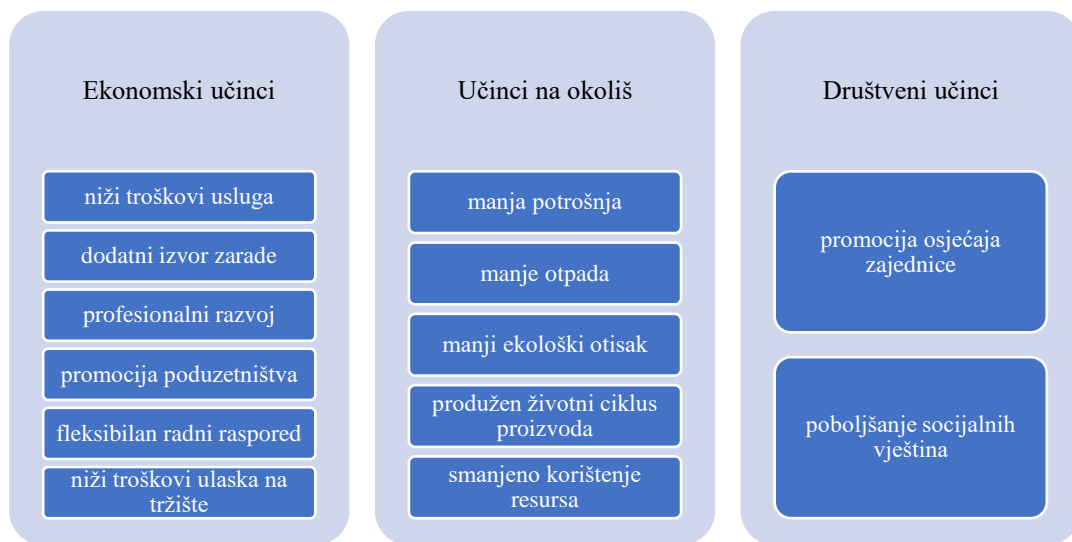 Ekonomski učinci
niži troškovi usluga
dodatni izvor zarade
profesionalni razvoj
promocija poduzetništva
fleksibilan radni raspored
niži troškovi ulaska na
tržište
Učinci na okoliš
manja potrošnja
manje otpada
manji ekološki otisak
produžen životni ciklus
proizvoda
smanjeno korištenje
resursa
Društveni učinci
promocija osjećaja
zajednice
poboljšanje socijalnih
vještina